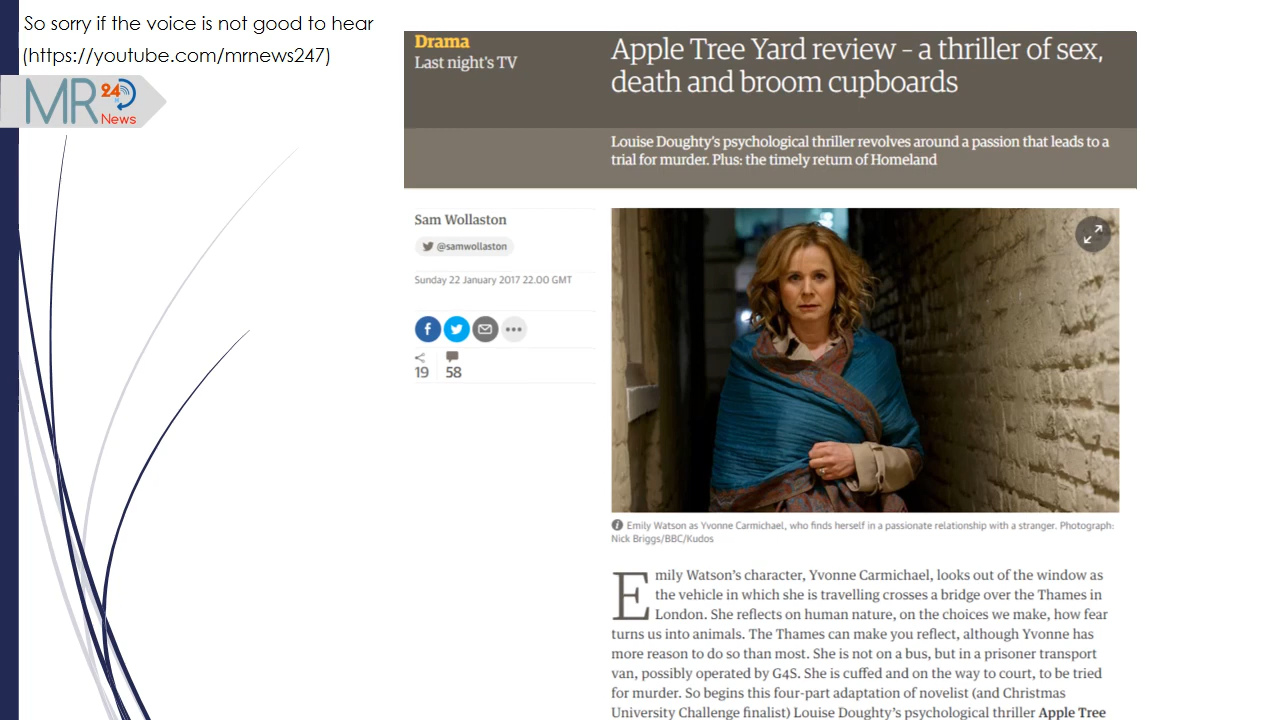 So sorry if the voice is not good to hear
(https://youtube.com/mrnews247)
MR 24
News
Drama
Last night's TV
Apple Tree Yard review – a thriller of sex,
death and broom cupboards
Louise Doughty's psychological thriller revolves around a passion that leads to a
trial for murder. Plus: the timely return of Homeland
Sam Wollaston
@samwollaston
Sunday 22 January 2017 22.00 GMT
19 58
Emily Watson as Yvonne Carmichael, who finds herself in a passionate relationship with a stranger. Photograph:
Nick Briggs/BBC/Kudos
Emily Watson's character, Yvonne Carmichael, looks out of the window as
the vehicle in which she is travelling crosses a bridge over the Thames in
London. She reflects on human nature, on the choices we make, how fear
turns us into animals. The Thames can make you reflect, although Yvonne has
more reason to do so than most. She is not on a bus, but in a prisoner transport
van, possibly operated by G4S. She is cuffed and on the way to court, to be tried
for murder. So begins this four-part adaptation of novelist (and Christmas
University Challenge finalist) Louise Doughty's psychological thriller Apple Tree